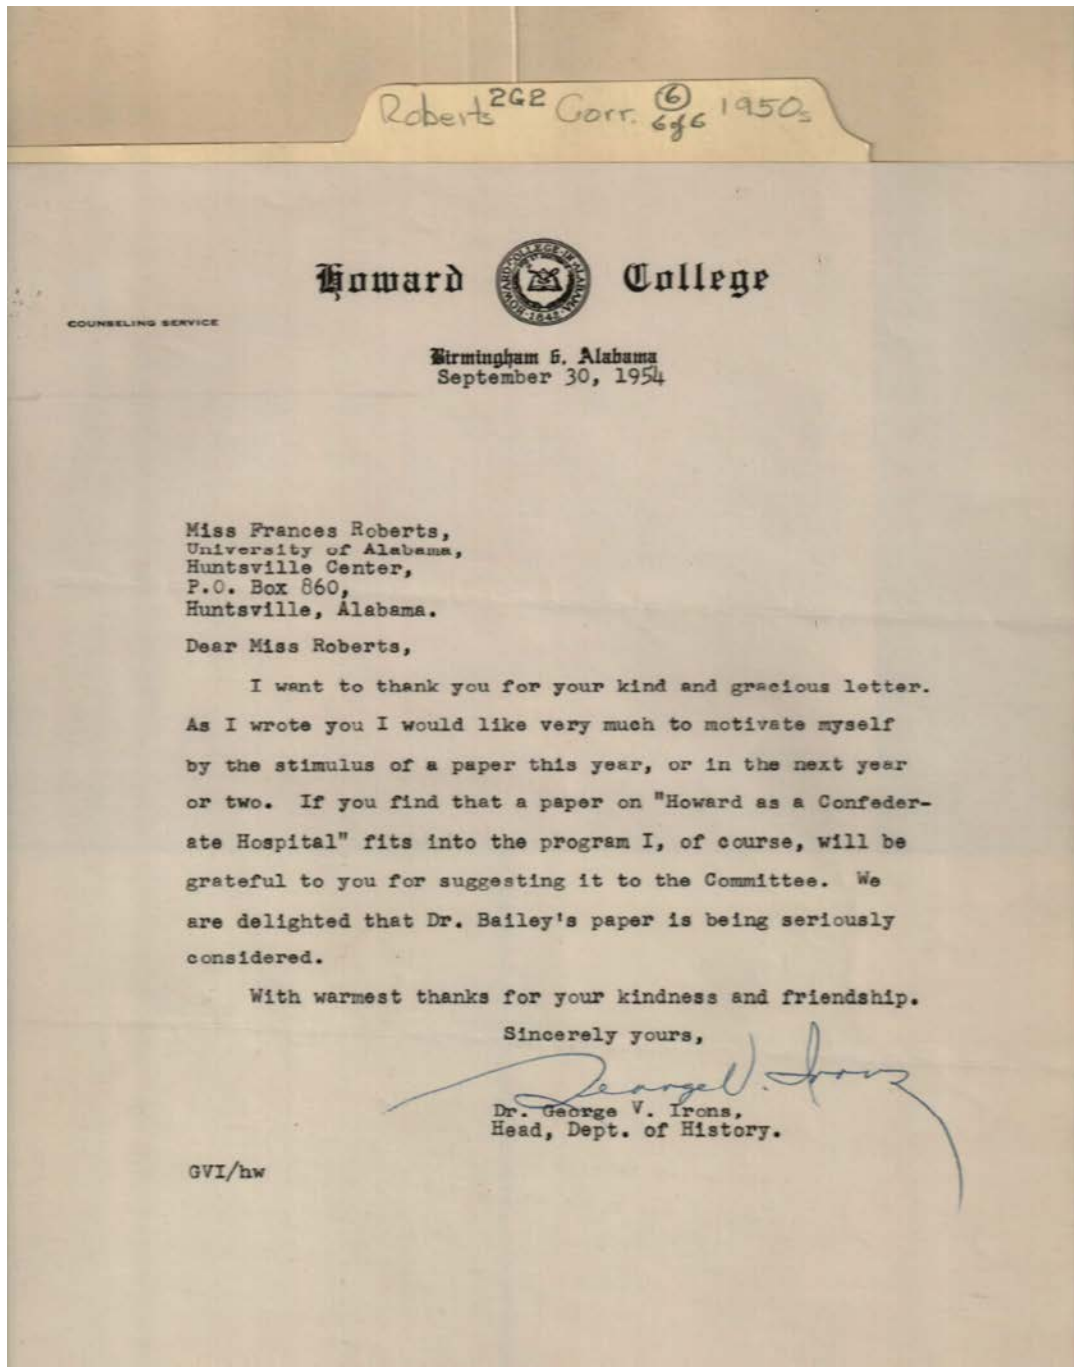 Roberts 2G2 Corr. 6 1950s
6 of 6
Howard College
HOWARD·COLLEGE·IN·ALABAMA·1842·
COUNSELING SERVICE
Birmingham 6, Alabama
September 30, 1954
Miss Frances Roberts,
University of Alabama,
Huntsville Center,
P.O. Box 860,
Huntsville, Alabama.
Dear Miss Roberts,
I want to thank you for your kind and gracious letter.
As I wrote you I would like very much to motivate myself
by the stimulus of a paper this year, or in the next year
or two. If you find that a paper on "Howard as a Confeder-
ate Hospital" fits into the program I, of course, will be
grateful to you for suggesting it to the Committee. We
are delighted that Dr. Bailey's paper is being seriously
considered.
With warmest thanks for your kindness and friendship.
Sincerely yours,
George V. Irons
Dr. George V. Irons,
Head, Dept. of History.
GVI/hw